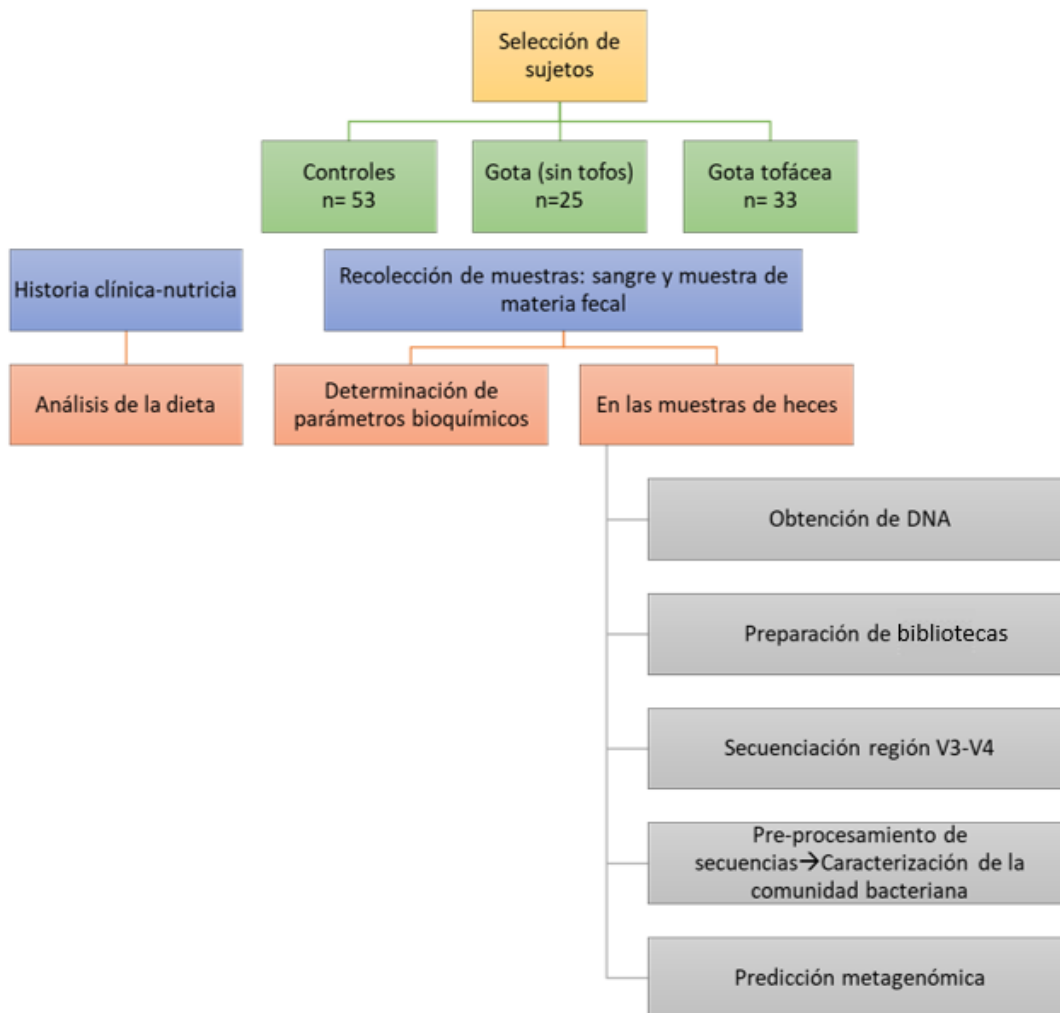 Selección de
sujetos
Controles
n= 53
Gota (sin tofos)
n=25
Gota tofácea
n= 33
Historia clínica-nutricia
Recolección de muestras: sangre y muestra de
materia fecal
Análisis de la dieta
Determinación de
parámetros bioquímicos
En las muestras de heces
Obtención de DNA
Preparación de bibliotecas
Secuenciación región V3-V4
Pre-procesamiento de
secuencias→Caracterización de la
comunidad bacteriana
Predicción metagenómica